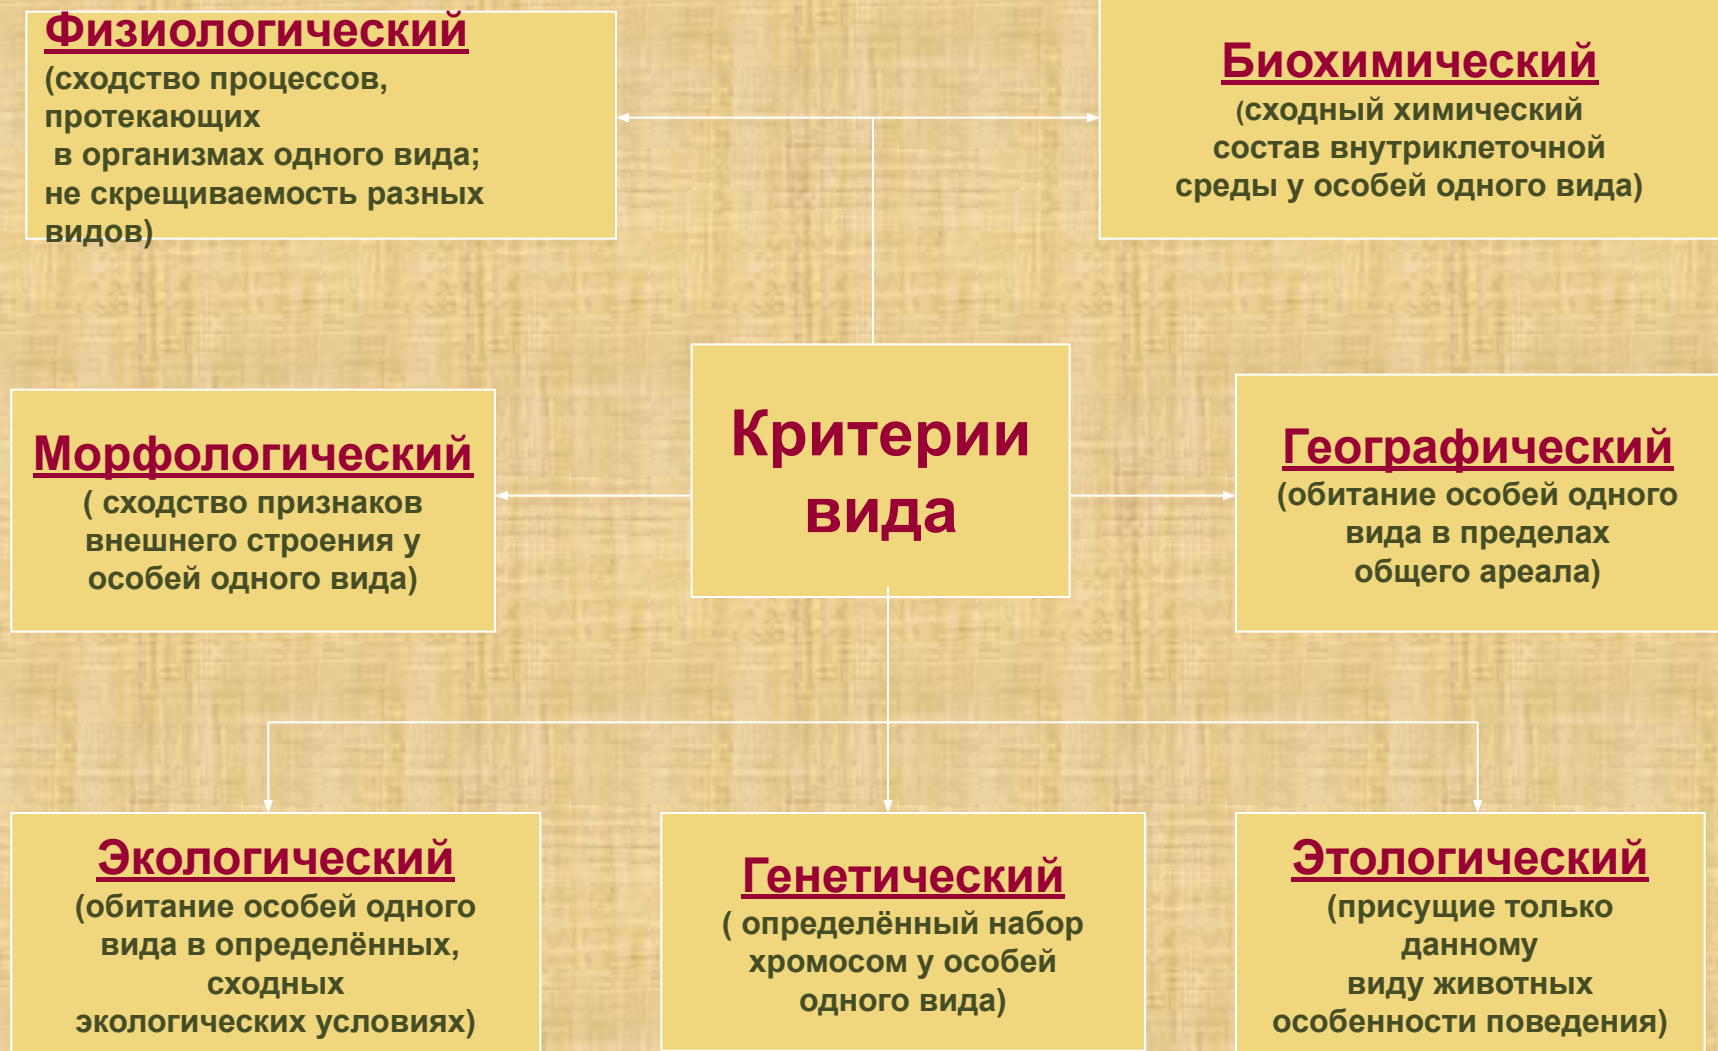 Физиологический
(сходство процессов,
протекающих
в организмах одного вида;
не скрещиваемость разных
видов)
Биохимический
(сходный химический
состав внутриклеточной
среды у особей одного вида)
Морфологический
( сходство признаков
внешнего строения у
особей одного вида)
Критерии
вида
Географический
(обитание особей одного
вида в пределах
общего ареала)
Экологический
(обитание особей одного
вида в определённых,
сходных
экологических условиях)
Генетический
( определённый набор
хромосом у особей
одного вида)
Этологический
(присущие только
данному
виду животных
особенности поведения)